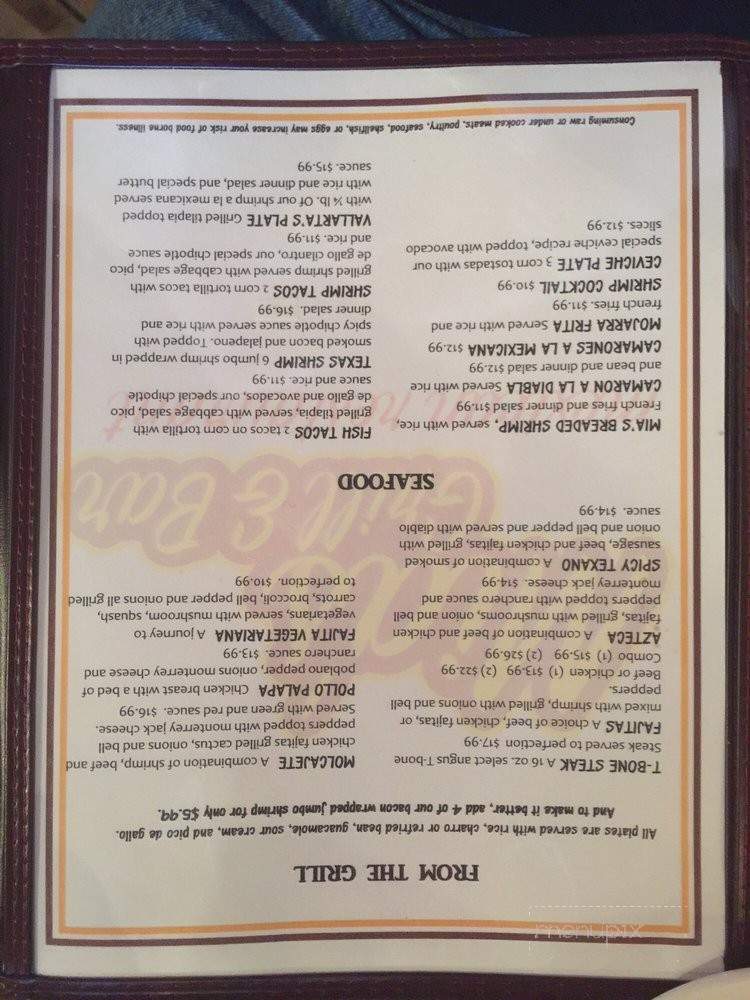 FROM THE GRILL
All plates are served with rice, charro or refried bean, guacamole, sour cream, and pico de gallo.
And to make it better, add 4 of our bacon wrapped jumbo shrimp for only $5.99.
T-BONE STEAK A 16 oz. select angus T-bone
Steak served to perfection $17.99
FAJITAS A choice of beef, chicken fajitas, or
mixed with shrimp, grilled with onions and bell
peppers.
Beef or chicken (1) $13.99 (2) $22.99
Combo (1) $15.99 (2) $26.99
AZTECA A combination of beef and chicken
fajitas, grilled with mushrooms, onion and bell
peppers topped with ranchero sauce and
monterrey jack cheese. $14.99
SPICY TEXANO A combination of smoked
sausage, beef and chicken fajitas, grilled with
onion and bell pepper and served with diablo
sauce. $14.99
MOLCAJETE A combination of shrimp, beef and
chicken fajitas grilled cactus, onions and bell
peppers topped with monterrey jack cheese.
Served with green and red sauce. $16.99
POLLO PALAPA Chicken breast with a bed of
poblano pepper, onions monterrey cheese and
ranchero sauce. $13.99
FAJITA VEGETARIANA A journey to
vegetarians, served with mushroom, squash,
carrots, broccoli, bell pepper and onions all grilled
to perfection. $10.99
Grill & Bar
SEAFOOD
MIA'S BREADED SHRIMP, served with rice,
French fries and dinner salad $11.99
CAMARON A LA DIABLA Served with rice
and bean and dinner salad $12.99
CAMARONES A LA MEXICANA $12.99
MOJARRA FRITA Served with rice and
french fries. $11.99
SHRIMP COCKTAIL $10.99
CEVICHE PLATE 3 corn tostadas with our
special ceviche recipe, topped with avocado
slices. $12.99
FISH TACOS 2 tacos on corn tortilla with
grilled tilapia, served with cabbage salad, pico
de gallo and avocados, our special chipotle
sauce and rice. $11.99
TEXAS SHRIMP 6 jumbo shrimp wrapped in
smoked bacon and jalapeno. Topped with
spicy chipotle sauce served with rice and
dinner salad. $16.99
SHRIMP TACOS 2 corn tortilla tacos with
grilled shrimp served with cabbage salad, pico
de gallo cilantro, our special chipotle sauce
and rice. $11.99
VALLARTA'S PLATE Grilled tilapia topped
with ¼ lb. Of our shrimp a la mexicana served
with rice and dinner salad, and special butter
sauce. $15.99
Consuming raw or under cooked meats, poultry, seafood, shellfish, or eggs may increase your risk of food borne illness.
menupix